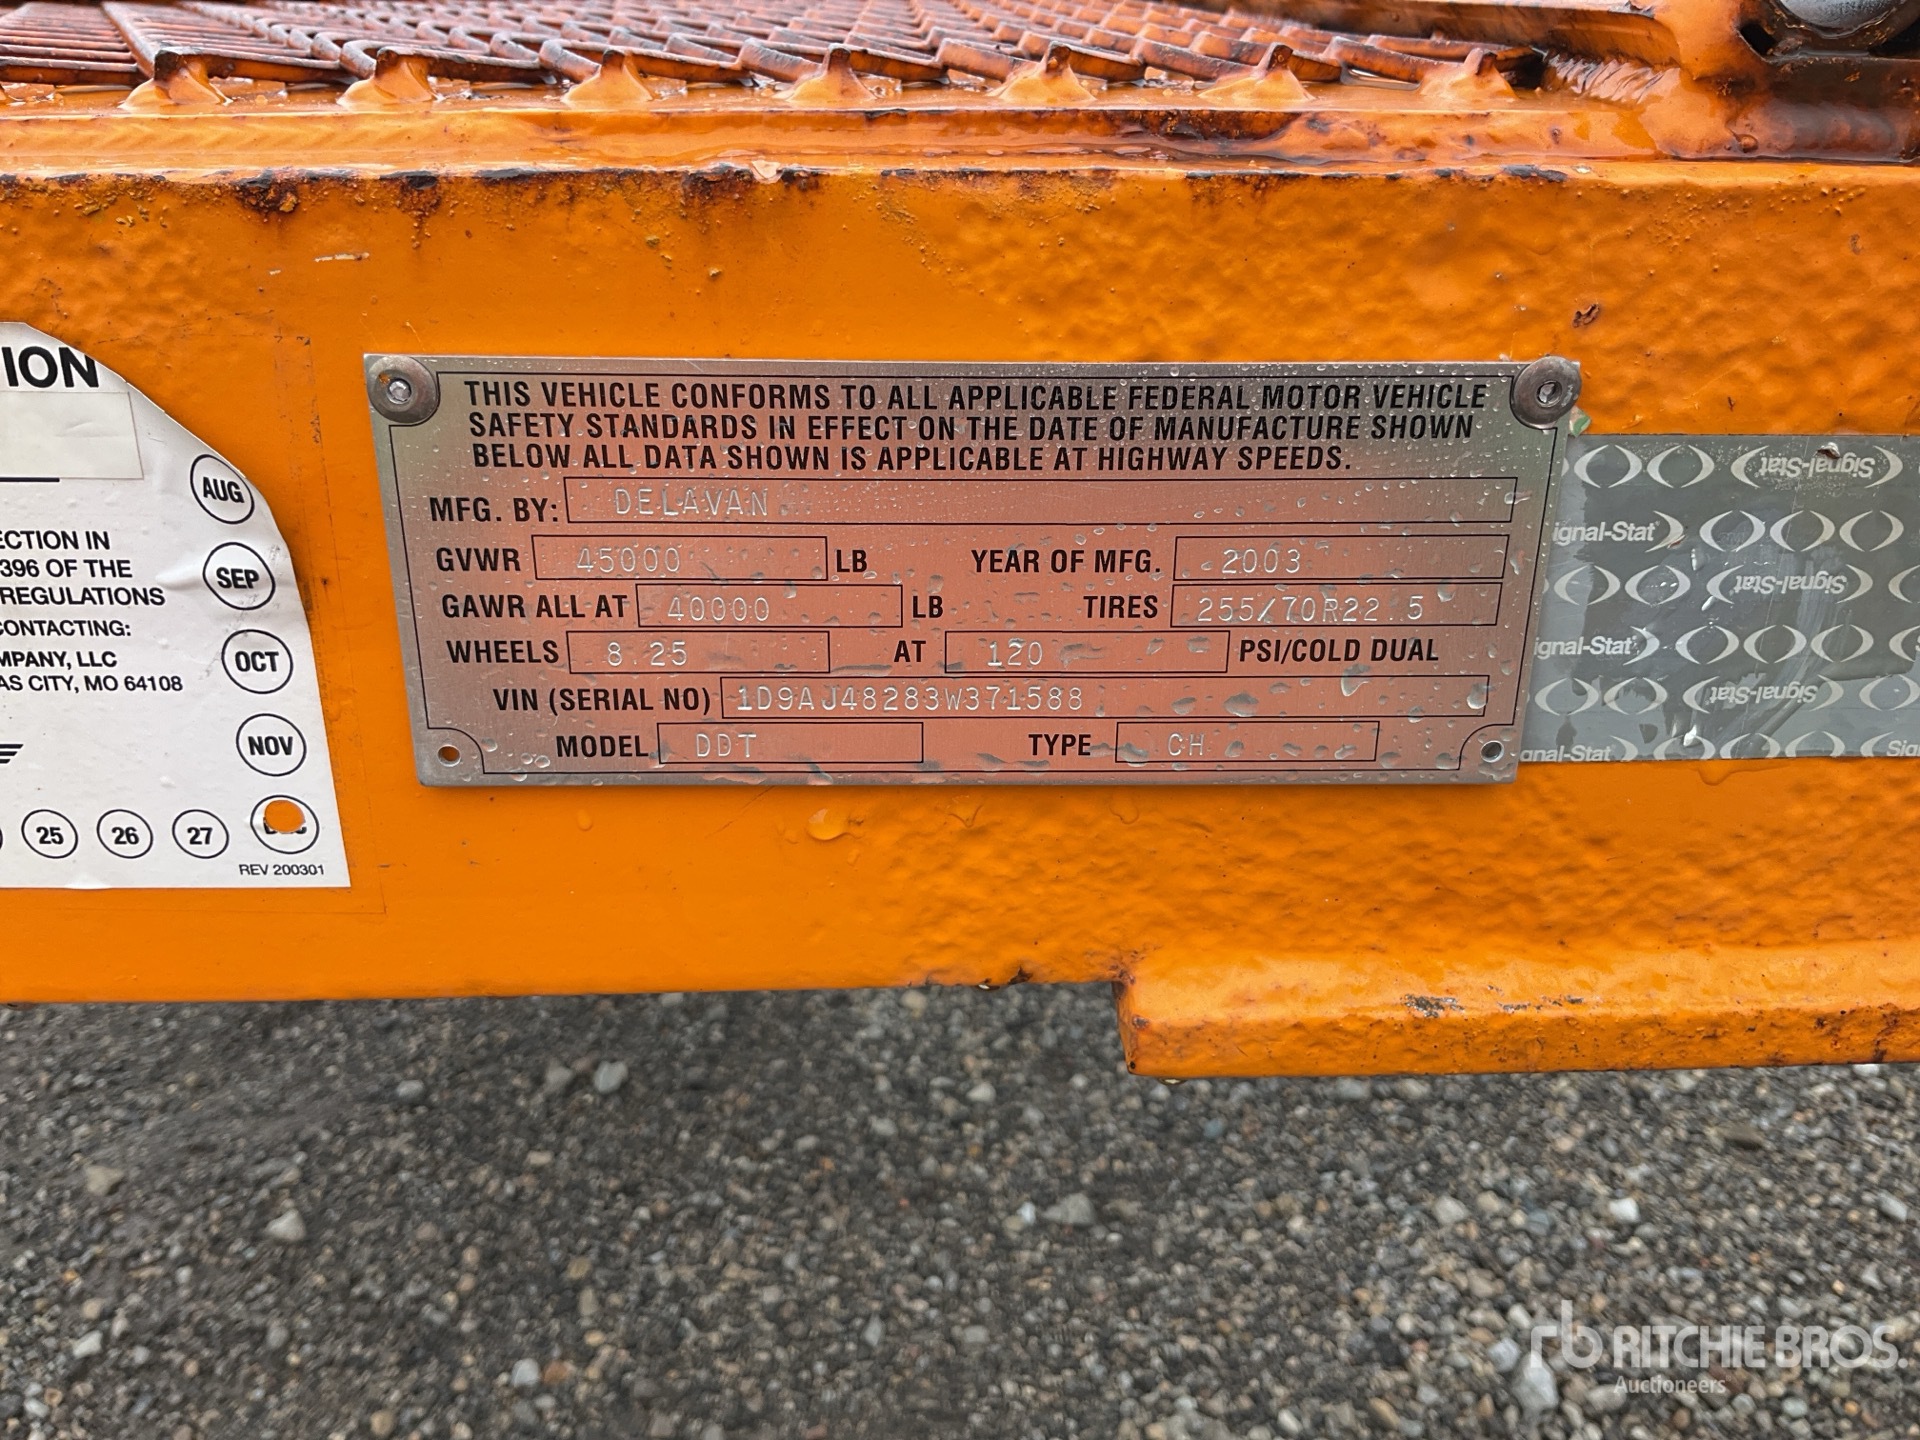 THIS VEHICLE CONFORMS TO ALL APPLICABLE FEDERAL MOTOR VEHICLE
SAFETY STANDARDS IN EFFECT ON THE DATE OF MANUFACTURE SHOWN
BELOW ALL DATA SHOWN IS APPLICABLE AT HIGHWAY SPEEDS.
MFG. BY: DELAVAN
GVWR 45000 LB YEAR OF MFG. 2003
GAWR ALL AT 40000 LB TIRES 255/70R22.5
WHEELS 8.25 AT 120 PSI/COLD DUAL
VIN (SERIAL NO) 1D9AJ48283W371588
MODEL DDT TYPE CH
ION
ECTION IN
396 OF THE
REGULATIONS
CONTACTING:
MPANY, LLC
AS CITY, MO 64108
AUG
SEP
OCT
NOV
25 26 27
REV 200301
Signal-Stat
ignal-Stat®
Signal-Stat
ignal-Stat®
Signal-Stat
gnal-Stat
Sig
rb RITCHIE BROS.
Auctioneers